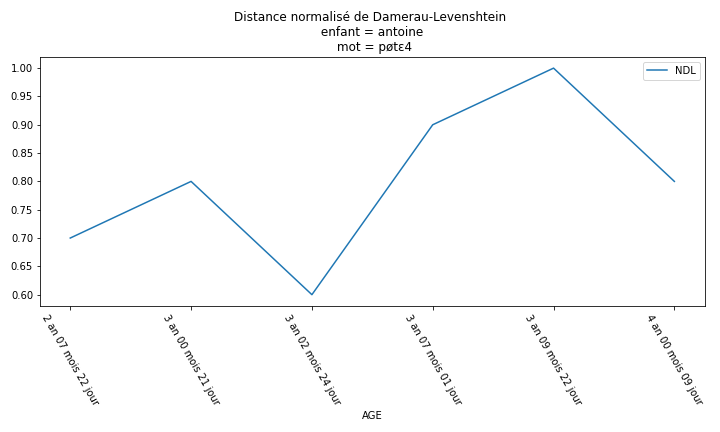 Distance normalisé de Damerau-Levenshtein
enfant = antoine
mot = pøtɛ4
NDL
1.00
0.95
0.90
0.85
0.80
0.75
0.70
0.65
0.60
2 an 07 mois 22 jour
3 an 00 mois 21 jour
3 an 02 mois 24 jour
3 an 07 mois 01 jour
3 an 09 mois 22 jour
4 an 00 mois 09 jour
AGE